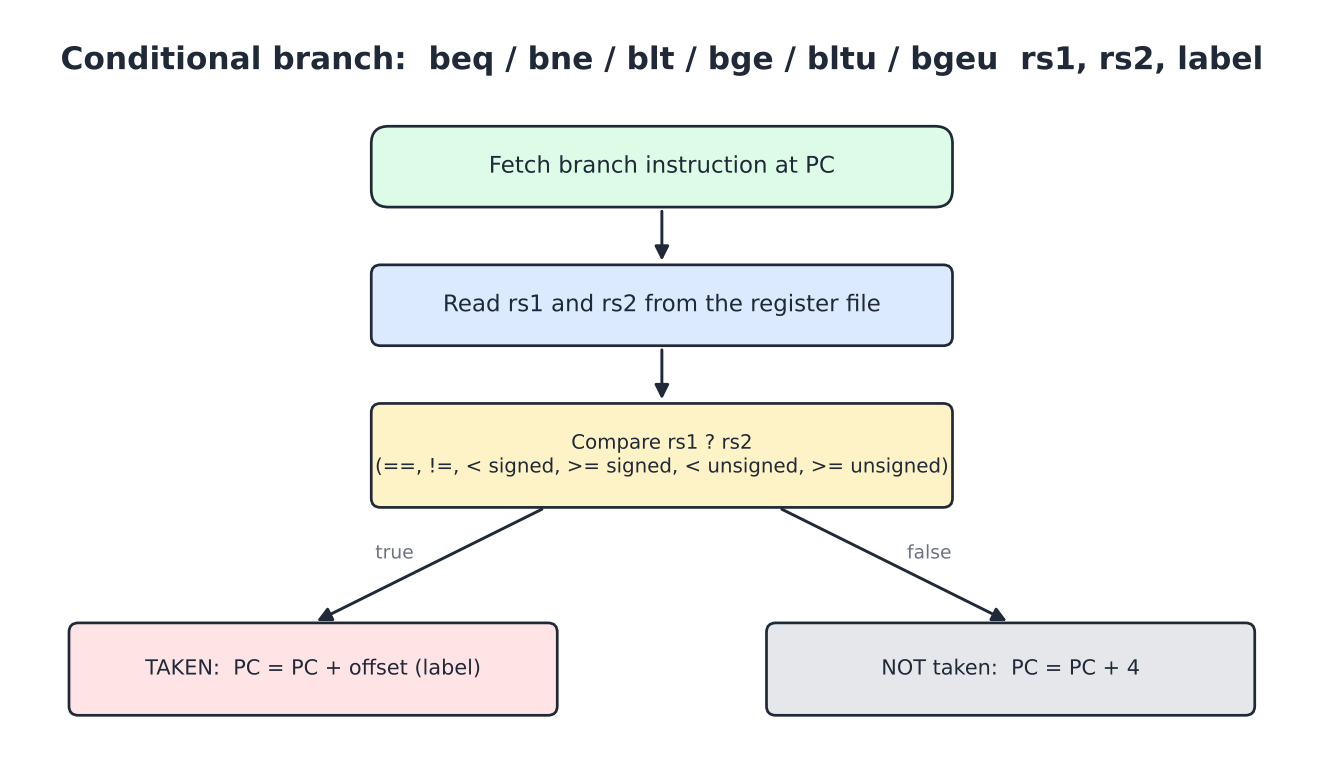 Conditional branch:  beq / bne / blt / bge / bltu / bgeu  rs1, rs2, label
Fetch branch instruction at PC
Read rs1 and rs2 from the register file
Compare rs1 ? rs2
(==, !=, < signed, >= signed, < unsigned, >= unsigned)
true
false
TAKEN:  PC = PC + offset (label)
NOT taken:  PC = PC + 4